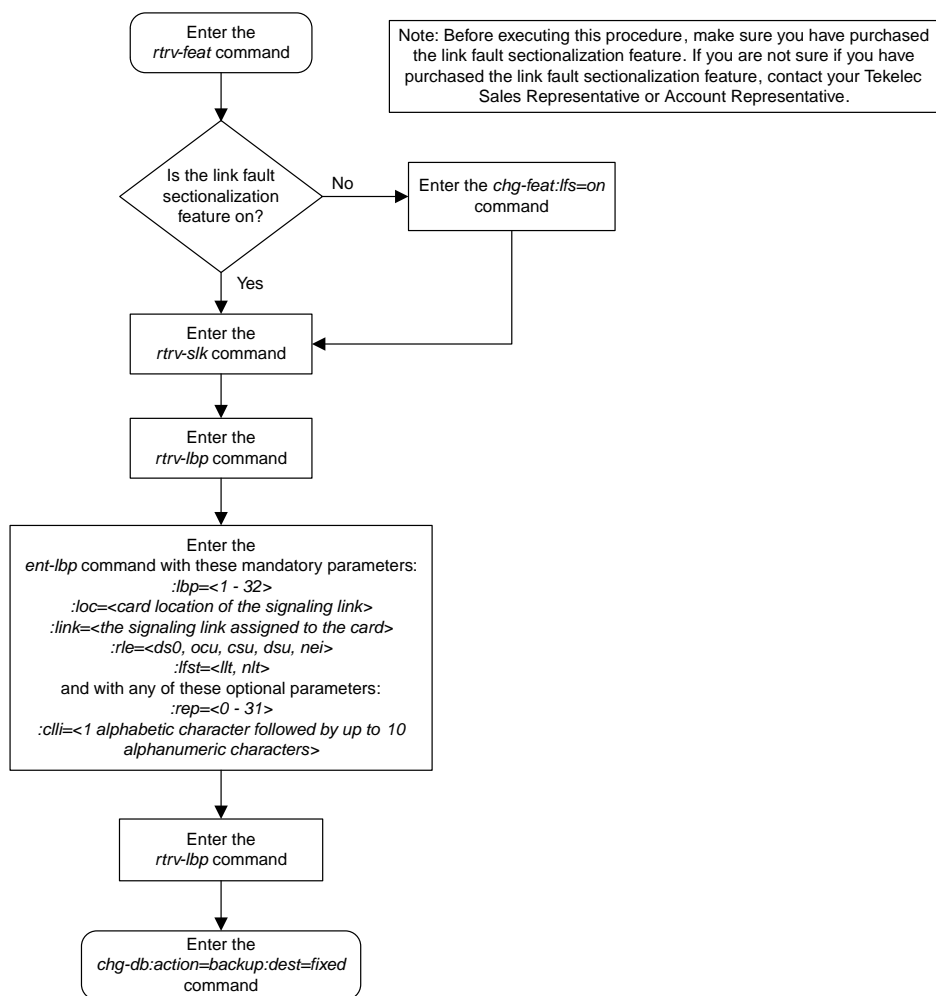 Enter the
rtrv-feat command
Note: Before executing this procedure, make sure you have purchased
the link fault sectionalization feature. If you are not sure if you have
purchased the link fault sectionalization feature, contact your Tekelec
Sales Representative or Account Representative.
Is the link fault
sectionalization
feature on?
No
Enter the chg-feat:lfs=on
command
Yes
Enter the
rtrv-slk command
Enter the
rtrv-lbp command
Enter the
ent-lbp command with these mandatory parameters:
:lbp=<1 - 32>
:loc=<card location of the signaling link>
:link=<the signaling link assigned to the card>
:rle=<ds0, ocu, csu, dsu, nei>
:lfst=<llt, nlt>
and with any of these optional parameters:
:rep=<0 - 31>
:clli=<1 alphabetic character followed by up to 10
alphanumeric characters>
Enter the
rtrv-lbp command
Enter the
chg-db:action=backup:dest=fixed
command